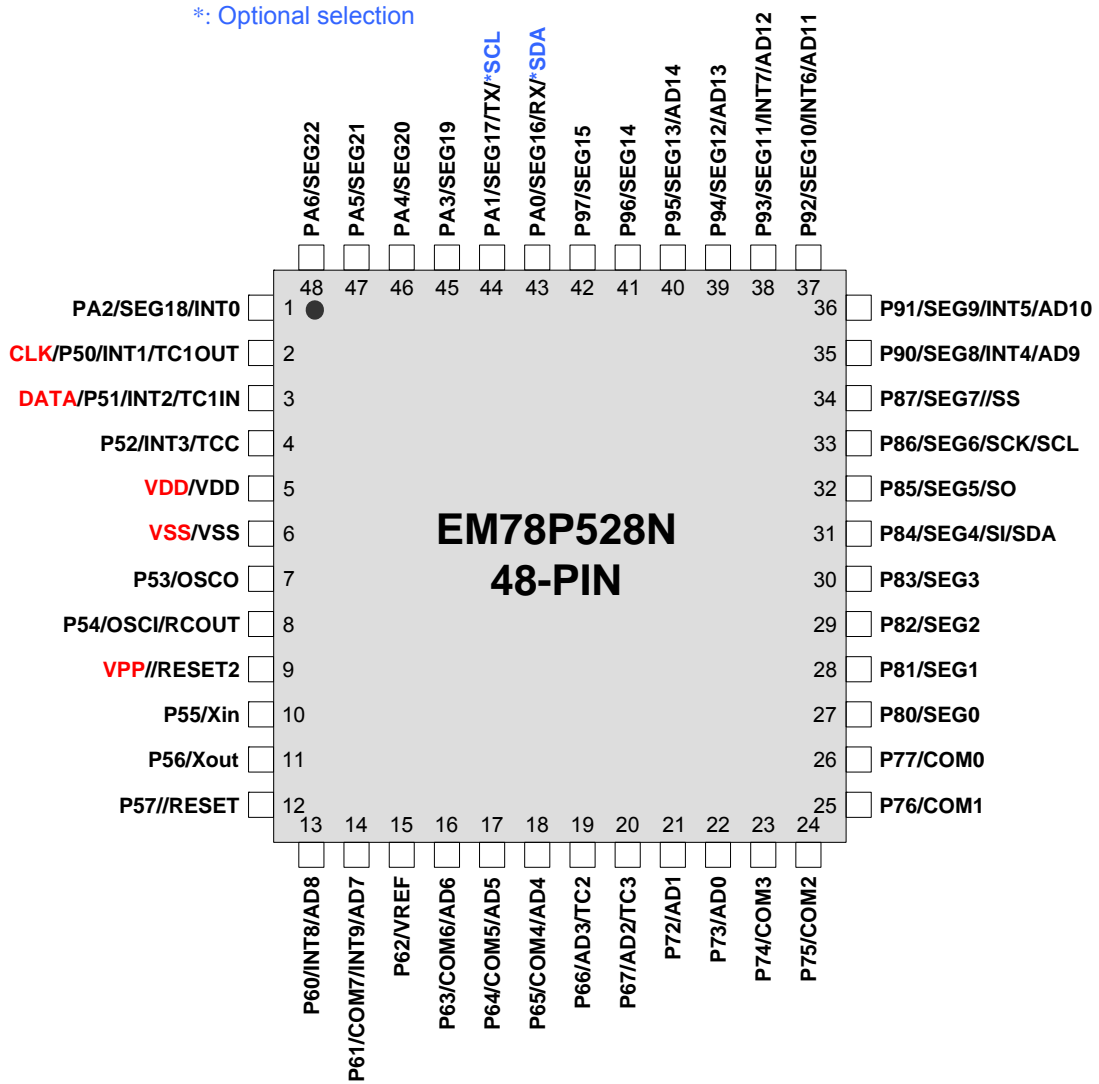 *: Optional selection
PA6/SEG22
PA5/SEG21
PA4/SEG20
PA3/SEG19
PA1/SEG17/TX/*SCL
PA0/SEG16/RX/*SDA
P97/SEG15
P96/SEG14
P95/SEG13/AD14
P94/SEG12/AD13
P93/SEG11/INT7/AD12
P92/SEG10/INT6/AD11
48 47 46 45 44 43 42 41 40 39 38 37
PA2/SEG18/INT0 1
CLK/P50/INT1/TC1OUT 2
DATA/P51/INT2/TC1IN 3
P52/INT3/TCC 4
VDD/VDD 5
VSS/VSS 6
P53/OSCO 7
P54/OSCI/RCOUT 8
VPP//RESET2 9
P55/Xin 10
P56/Xout 11
P57//RESET 12
EM78P528N
48-PIN
36 P91/SEG9/INT5/AD10
35 P90/SEG8/INT4/AD9
34 P87/SEG7//SS
33 P86/SEG6/SCK/SCL
32 P85/SEG5/SO
31 P84/SEG4/SI/SDA
30 P83/SEG3
29 P82/SEG2
28 P81/SEG1
27 P80/SEG0
26 P77/COM0
25 P76/COM1
13 14 15 16 17 18 19 20 21 22 23 24
P60/INT8/AD8
P61/COM7/INT9/AD7
P62/VREF
P63/COM6/AD6
P64/COM5/AD5
P65/COM4/AD4
P66/AD3/TC2
P67/AD2/TC3
P72/AD1
P73/AD0
P74/COM3
P75/COM2